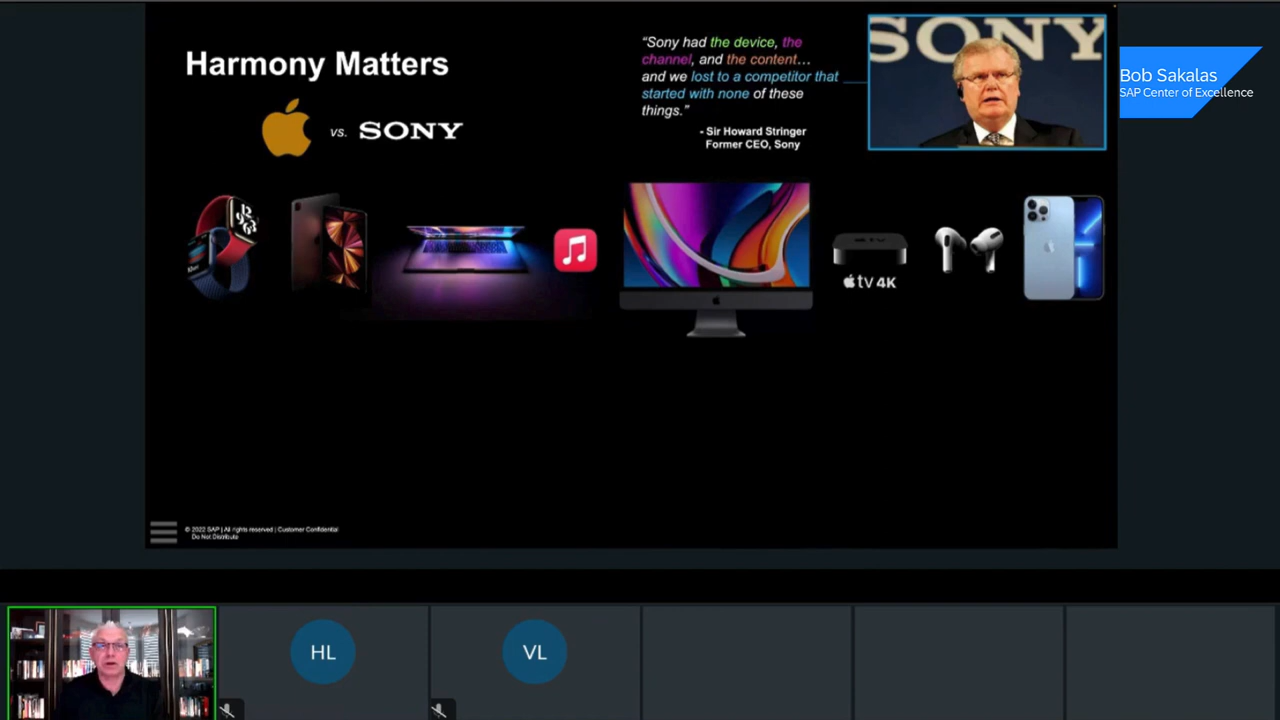 Harmony Matters
vs. SONY
“Sony had the device, the
channel, and the content…
and we lost to a competitor that
started with none of these
things.”
- Sir Howard Stringer
Former CEO, Sony
SONY
Bob Sakalas
SAP Center of Excellence
tv
tv 4K
© 2022 SAP | All rights reserved | Customer Confidential
Do Not Distribute
HL
VL